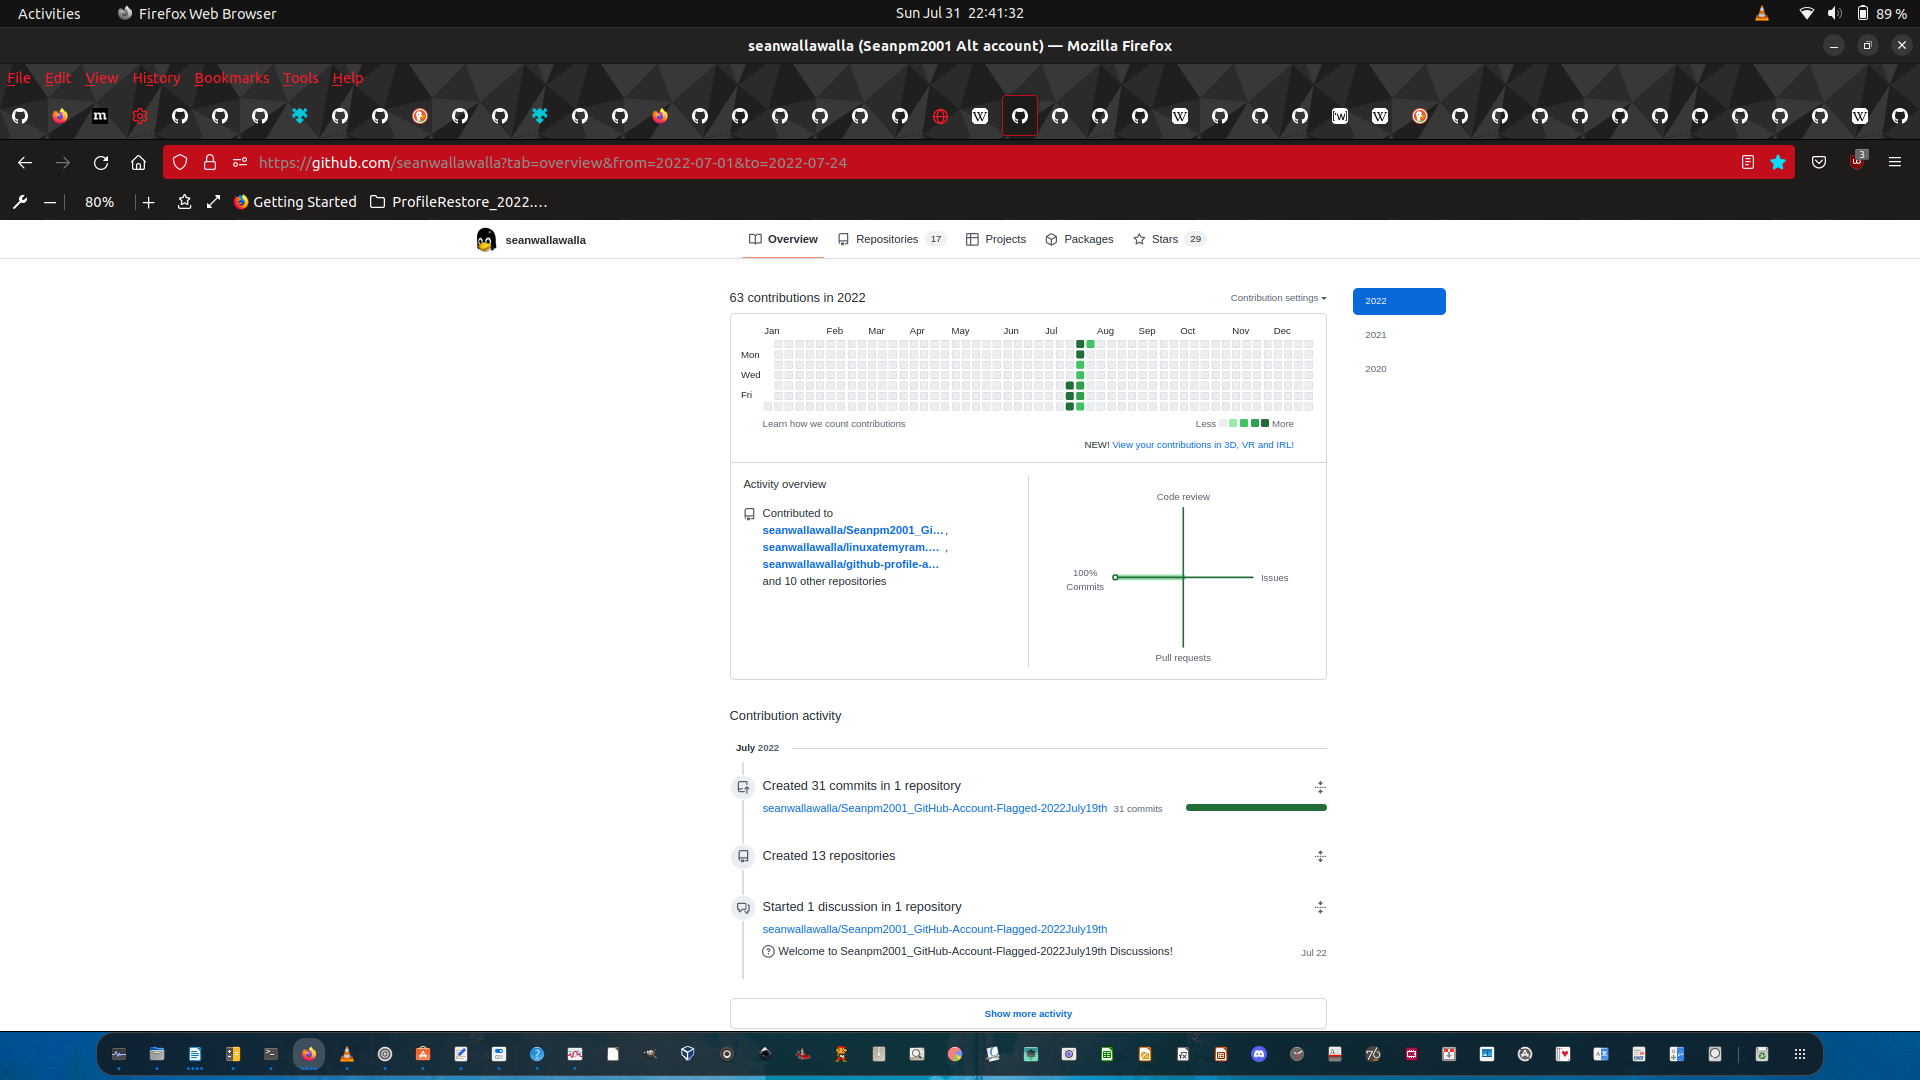 Activities
Firefox Web Browser
Sun Jul 31 22:41:32
89 %
seanwallawalla (Seanpm2001 Alt account) — Mozilla Firefox
File Edit View History Bookmarks Tools Help
https://github.com/seanwallawalla?tab=overview&from=2022-07-01&to=2022-07-24
3
80%
Getting Started
ProfileRestore_2022....
seanwallawalla
Overview
Repositories 17
Projects
Packages
Stars 29
63 contributions in 2022
Contribution settings
2022
2021
2020
Jan Feb Mar Apr May Jun Jul Aug Sep Oct Nov Dec
Mon
Wed
Fri
Learn how we count contributions
Less
More
NEW! View your contributions in 3D, VR and IRL!
Activity overview
Contributed to
seanwallawalla/Seanpm2001_Gi... ,
seanwallawalla/linuxatemyram.... ,
seanwallawalla/github-profile-a...
and 10 other repositories
Code review
100%
Commits
Issues
Pull requests
Contribution activity
July 2022
Created 31 commits in 1 repository
seanwallawalla/Seanpm2001_GitHub-Account-Flagged-2022July19th 31 commits
Created 13 repositories
Started 1 discussion in 1 repository
seanwallawalla/Seanpm2001_GitHub-Account-Flagged-2022July19th
Welcome to Seanpm2001_GitHub-Account-Flagged-2022July19th Discussions!
Jul 22
Show more activity